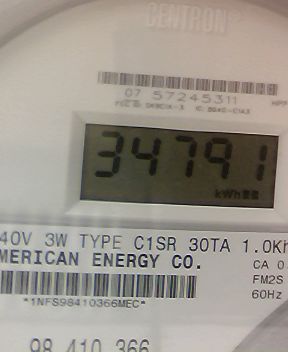 CENTRON
07 57245311
34791
kWh
40V 3W TYPE C1SR 30TA 1.0Kh
MERICAN ENERGY CO.
CA 0.
FM2S
*1NFS98410366MEC*
60Hz
98 410 366